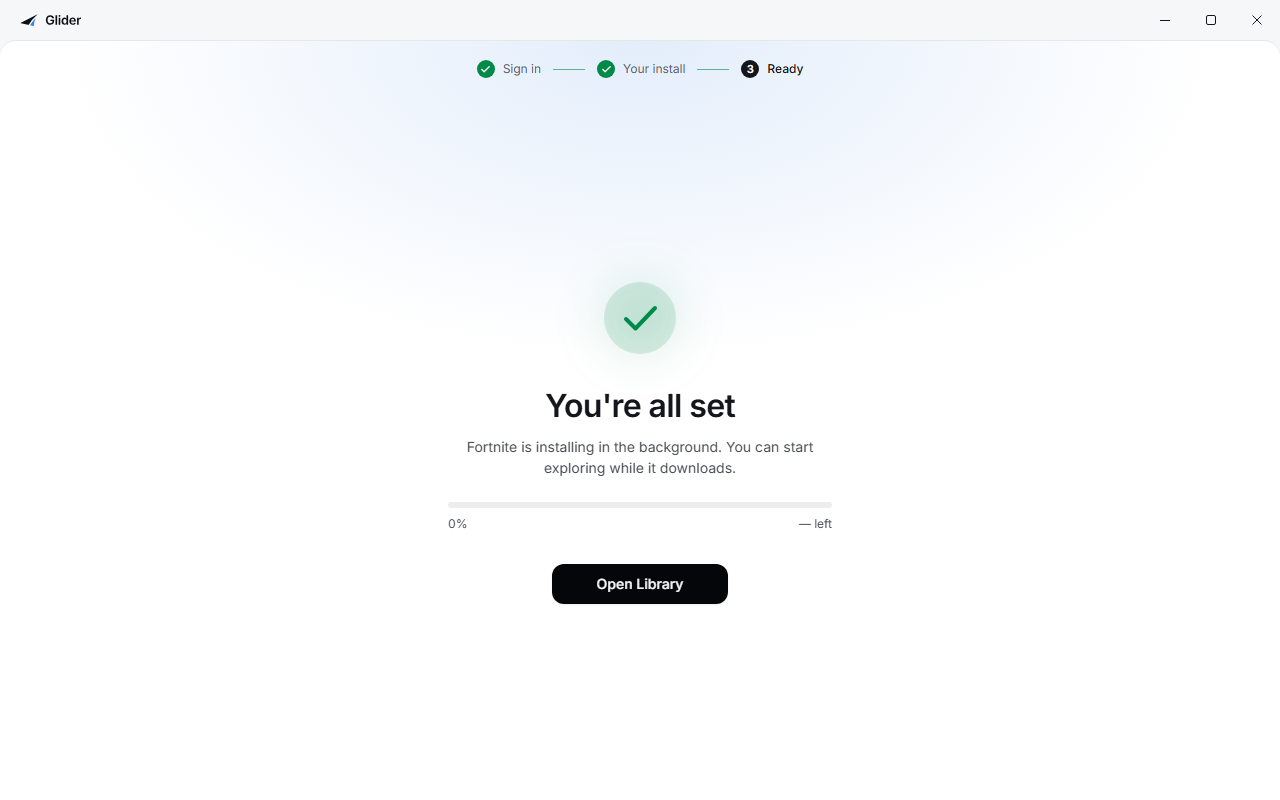 Glider
Sign in
Your install
3 Ready
You're all set
Fortnite is installing in the background. You can start
exploring while it downloads.
0%
— left
Open Library